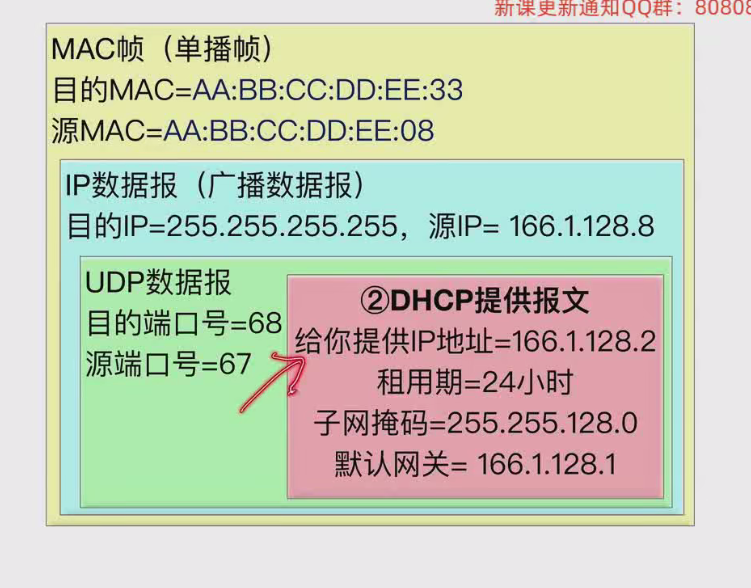 新课更新通知QQ群：80808
MAC帧（单播帧）
目的MAC=AA:BB:CC:DD:EE:33
源MAC=AA:BB:CC:DD:EE:08
IP数据报（广播数据报）
目的IP=255.255.255.255，源IP= 166.1.128.8
UDP数据报
目的端口号=68
源端口号=67
②DHCP提供报文
给你提供IP地址=166.1.128.2
租用期=24小时
子网掩码=255.255.128.0
默认网关= 166.1.128.1